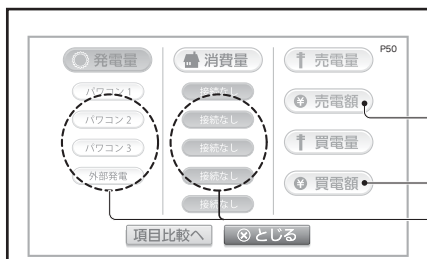 P50
発電量
パワコン 1
パワコン 2
パワコン 3
外部発電
消費量
接続なし
接続なし
接続なし
接続なし
接続なし
売電量
売電額
買電量
買電額
項目比較へ
とじる